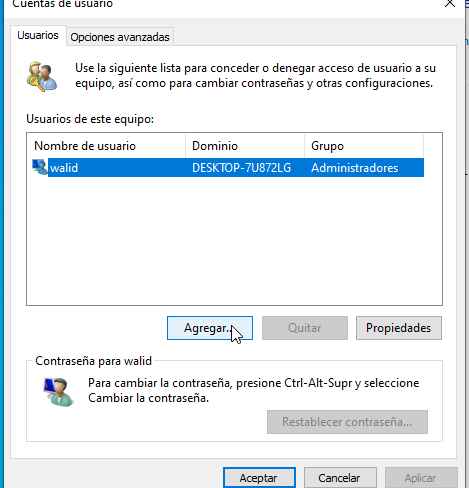 Cuentas de usuario
Usuarios
Opciones avanzadas
Use la siguiente lista para conceder o denegar acceso de usuario a su
equipo, así como para cambiar contraseñas y otras configuraciones.
Usuarios de este equipo:
Nombre de usuario Dominio Grupo
walid DESKTOP-7U872LG Administradores
Agregar... Quitar Propiedades
Contraseña para walid
Para cambiar la contraseña, presione Ctrl-Alt-Supr y seleccione
Cambiar la contraseña.
Restablecer contraseña...
Aceptar Cancelar Aplicar